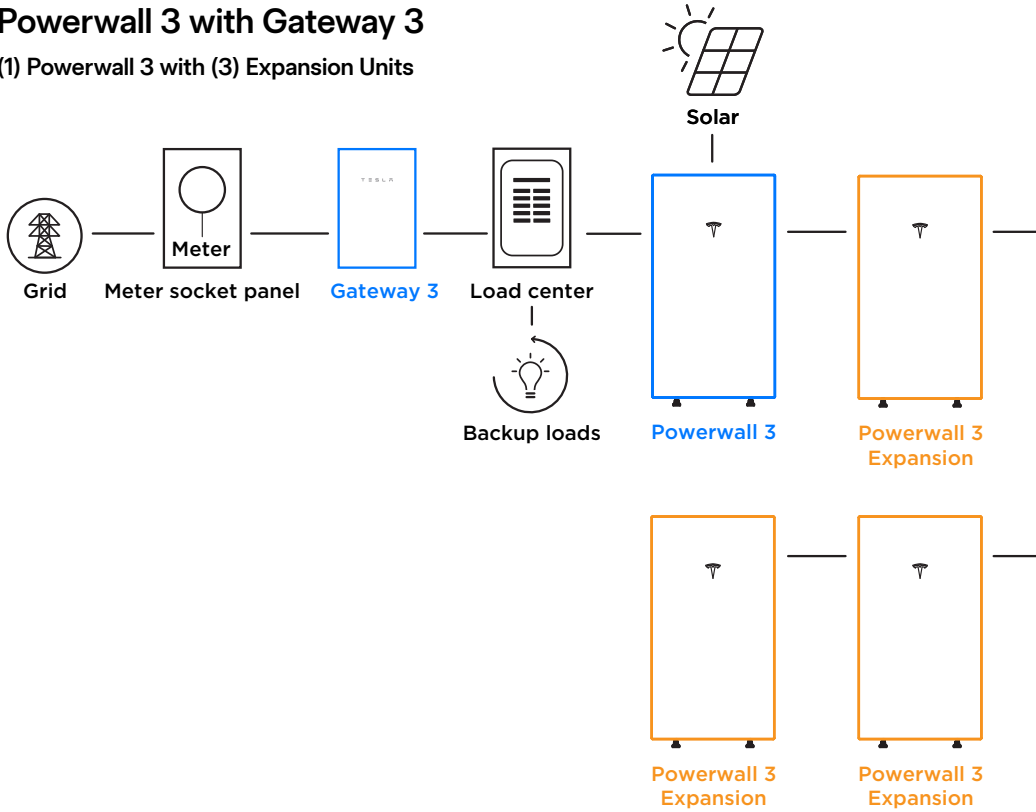 Powerwall 3 with Gateway 3
(1) Powerwall 3 with (3) Expansion Units
Solar
TESLA
Meter
Grid
Meter socket panel
Gateway 3
Load center
Backup loads
Powerwall 3
Powerwall 3
Expansion
Powerwall 3
Expansion
Powerwall 3
Expansion